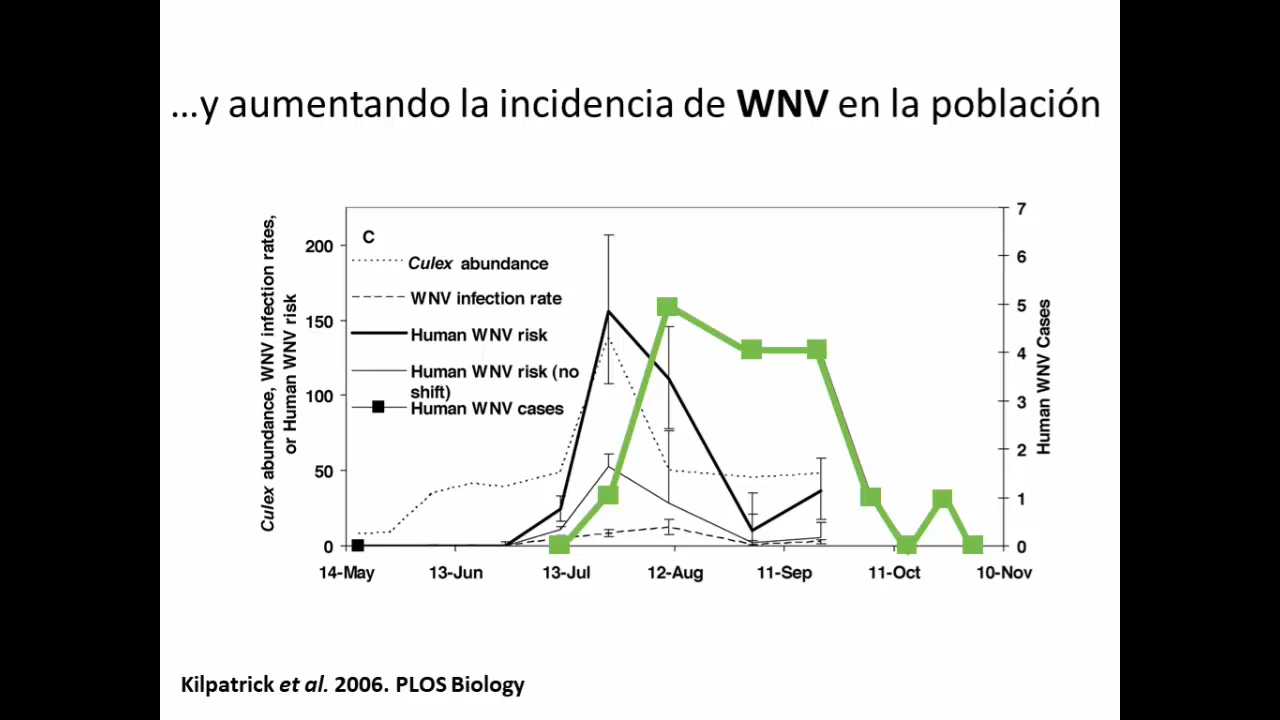 …y aumentando la incidencia de WNV en la población
Culex abundance, WNV infection rates,
or Human WNV risk
200
150
100
50
0
C
Culex abundance
WNV infection rate
Human WNV risk
Human WNV risk (no
shift)
Human WNV cases
7
6
5
4
3
2
1
0
Human WNV Cases
14-May 13-Jun 13-Jul 12-Aug 11-Sep 11-Oct 10-Nov
Kilpatrick et al. 2006. PLOS Biology